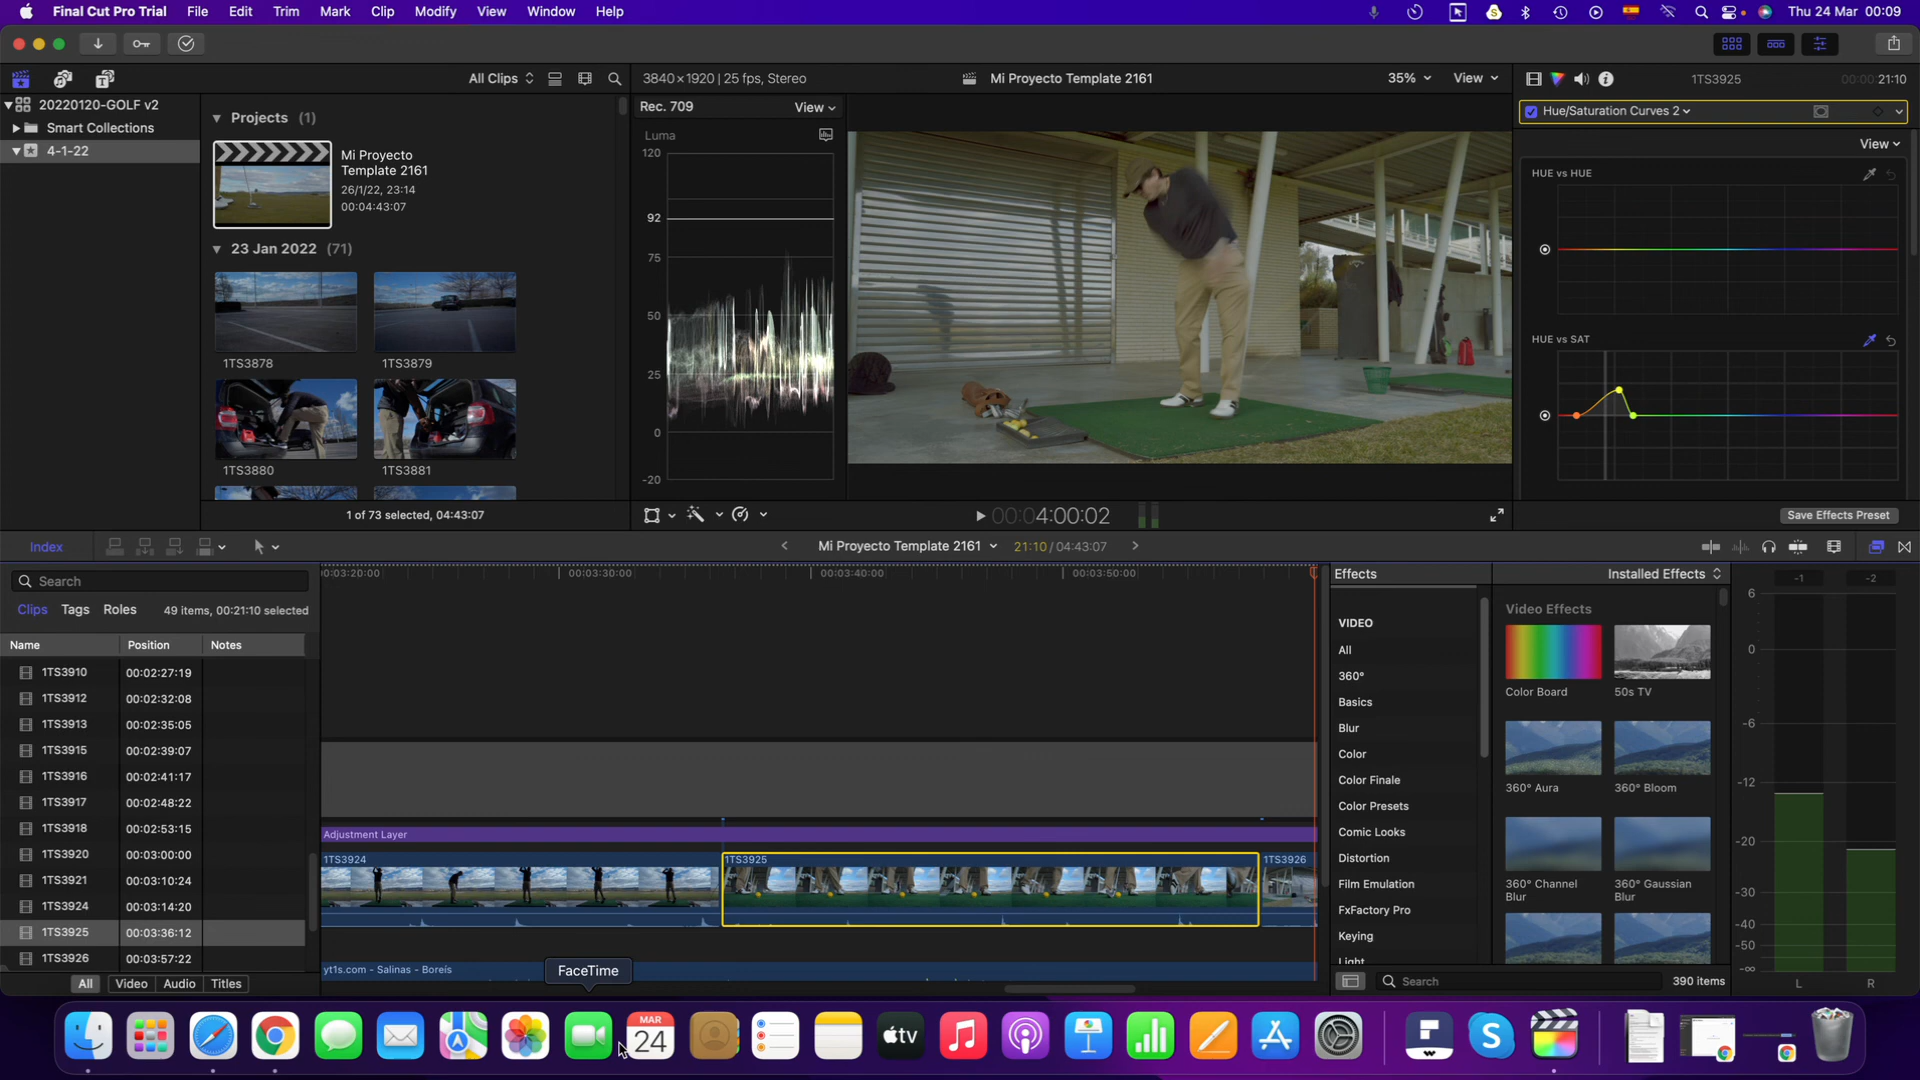 Final Cut Pro Trial File Edit Trim Mark Clip Modify View Window Help Thu 24 Mar 00:09
All Clips 3840×1920 | 25 fps, Stereo Mi Proyecto Template 2161 35% View 1TS3925 00:00:21:10
20220120-GOLF v2
Smart Collections
4-1-22
Projects (1)
Mi Proyecto
Template 2161
26/1/22, 23:14
00:04:43:07
23 Jan 2022 (71)
1TS3878 1TS3879
1TS3880 1TS3881
1 of 73 selected, 04:43:07
Rec. 709 View
Luma
120
92
75
50
25
0
-20
00:04:00:02
Hue/Saturation Curves 2
View
HUE vs HUE
HUE vs SAT
Save Effects Preset
Index Mi Proyecto Template 2161 21:10 / 04:43:07
Search
Clips Tags Roles 49 items, 00:21:10 selected
Name Position Notes
1TS3910 00:02:27:19
1TS3912 00:02:32:08
1TS3913 00:02:35:05
1TS3915 00:02:39:07
1TS3916 00:02:41:17
1TS3917 00:02:48:22
1TS3918 00:02:53:15
1TS3920 00:03:00:00
1TS3921 00:03:10:24
1TS3924 00:03:14:20
1TS3925 00:03:36:12
1TS3926 00:03:57:22
All Video Audio Titles
00:03:20:00 00:03:30:00 00:03:40:00 00:03:50:00
Adjustment Layer
1TS3924 1TS3925 1TS3926
yt1s.com - Salinas - Boreís
FaceTime
Effects Installed Effects
VIDEO
All
360°
Basics
Blur
Color
Color Finale
Color Presets
Comic Looks
Distortion
Film Emulation
FxFactory Pro
Keying
Light
Video Effects
Color Board 50s TV
360° Aura 360° Bloom
360° Channel Blur 360° Gaussian Blur
Search 390 items
-1 -2
6
0
-6
-12
-20
-30
-40
-50
-∞
L R
MAR
24
tv